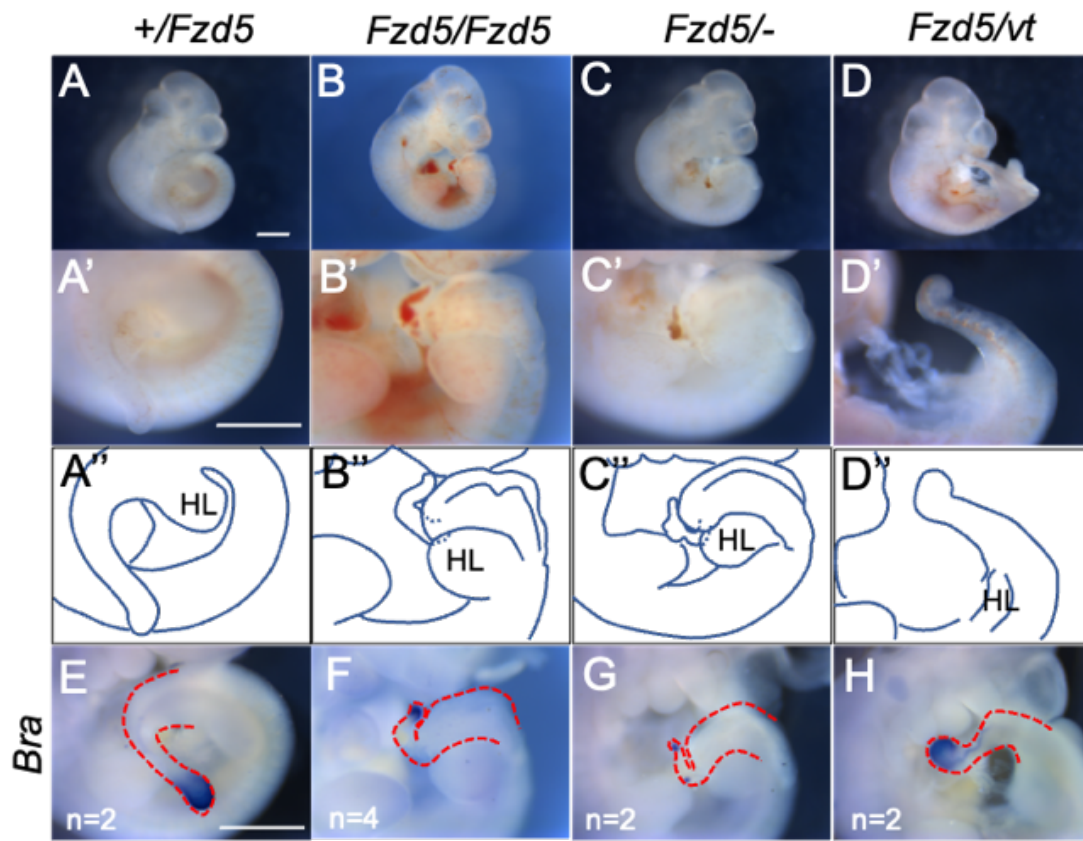 +/Fzd5 Fzd5/Fzd5 Fzd5/- Fzd5/vt
A B C D
A’ B’ C’ D’
A” B” C” D”
HL HL HL HL
E F G H
Bra
n=2 n=4 n=2 n=2